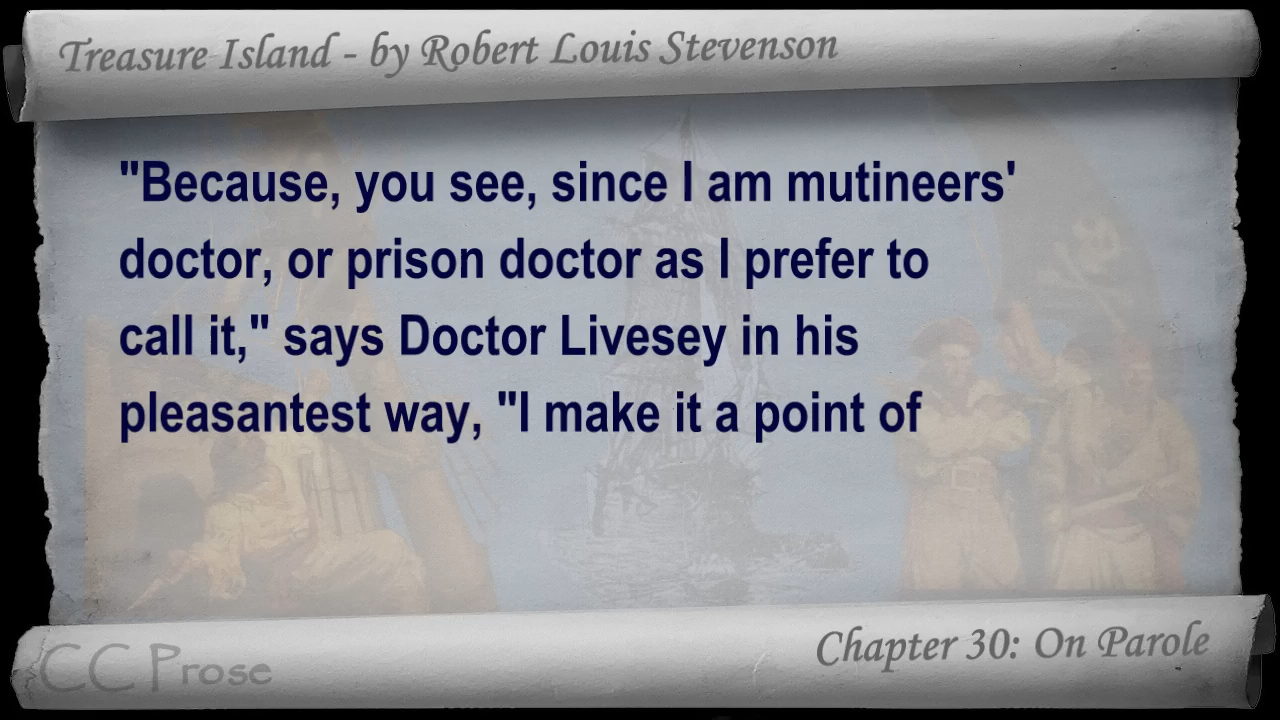 Treasure Island - by Robert Louis Stevenson
"Because, you see, since I am mutineers'
doctor, or prison doctor as I prefer to
call it," says Doctor Livesey in his
pleasantest way, "I make it a point of
Chapter 30: On Parole
CC Prose